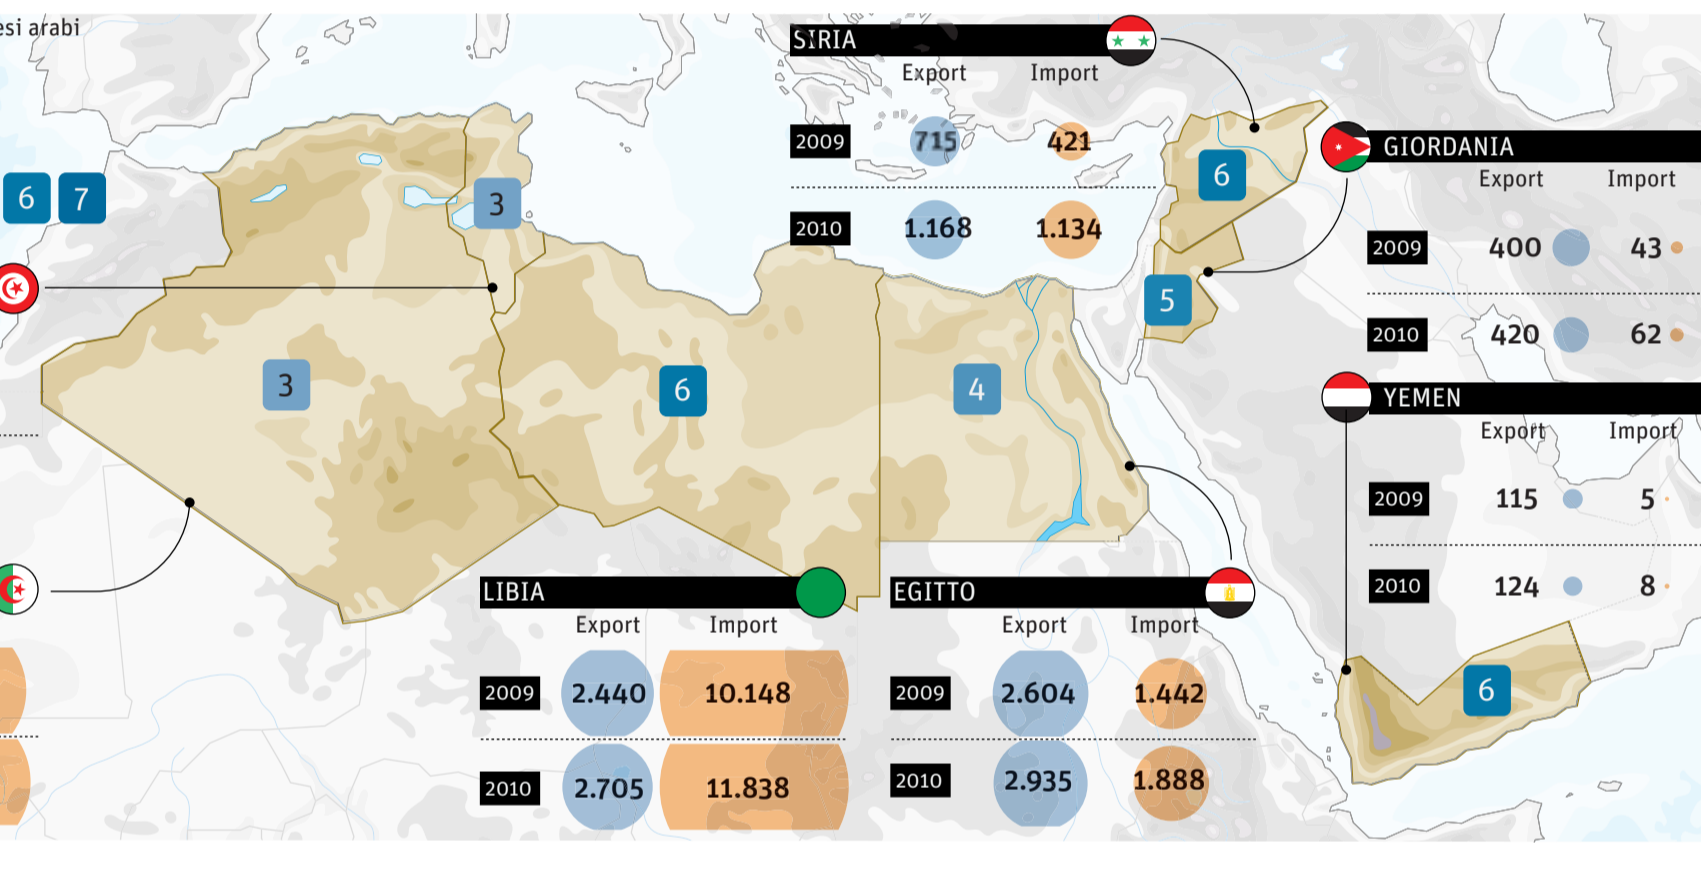 esi arabi
SIRIA
Export Import
2009 715 421
2010 1.168 1.134
GIORDANIA
Export Import
2009 400 43
2010 420 62
YEMEN
Export Import
2009 115 5
2010 124 8
6 7
3
3
6
4
6
5
6
LIBIA
Export Import
2009 2.440 10.148
2010 2.705 11.838
EGITTO
Export Import
2009 2.604 1.442
2010 2.935 1.888